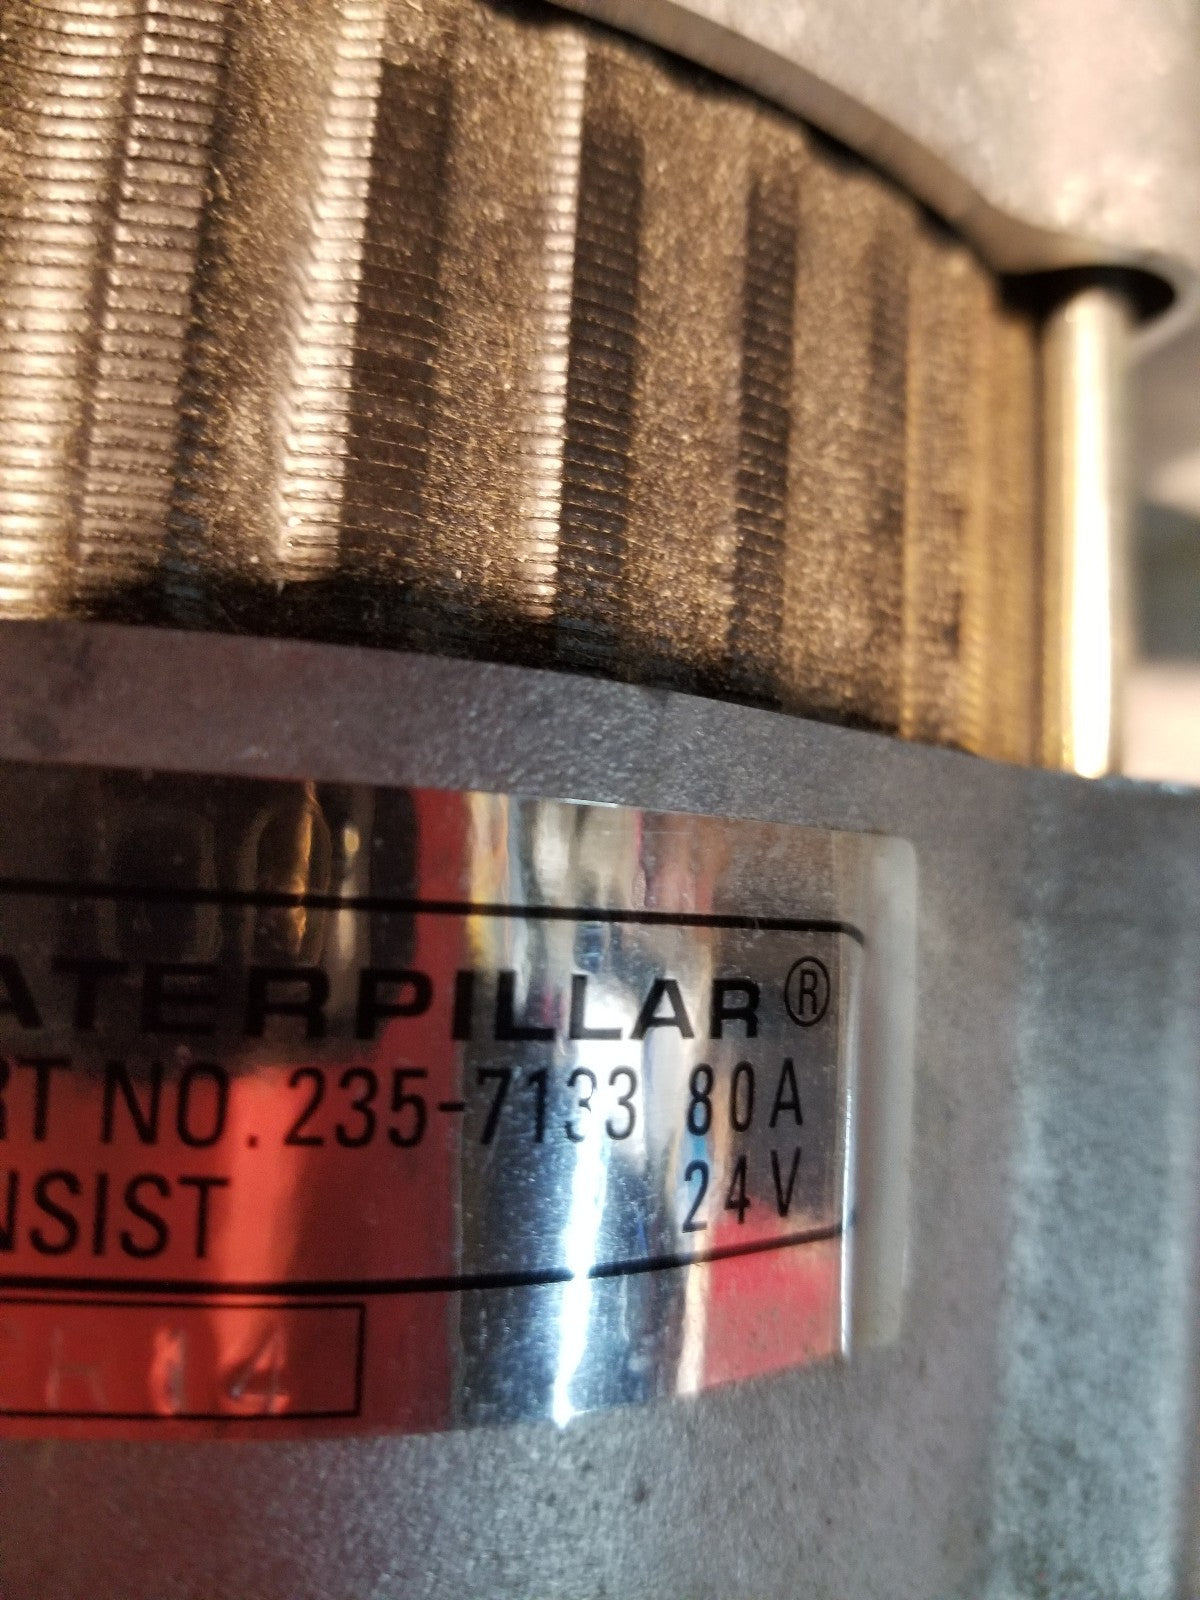 ATERPILLAR®
RT NO. 235-7133 80A
NSIST 24V
H14